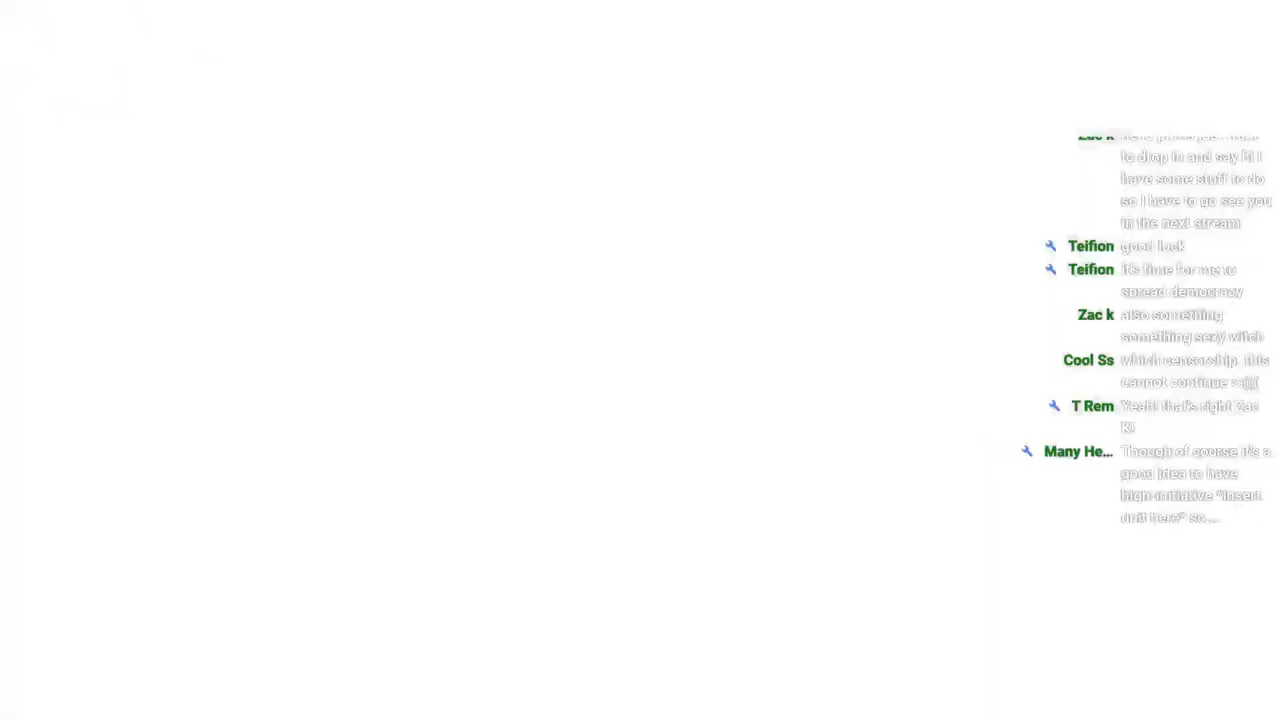 Zac k
to drop in and say hi I
have some stuff to do
so I have to go see you
in the next stream
Teifion good luck
Teifion it's time for me to
spread democracy
Zac k also something
something sexy witch
Cool Ss which censorship. this
cannot continue >:((((
T Rem Yeah! that's right Zac
K!
Many He... Though of course it's a
good idea to have
high-initiative *insert
unit here* so....